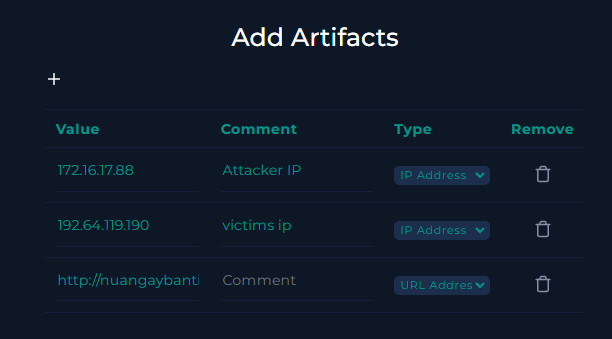 Add Artifacts
+
Value Comment Type Remove
172.16.17.88 Attacker IP IP Address
192.64.119.190 victims ip IP Address
http://nuangaybanti Comment URL Addres